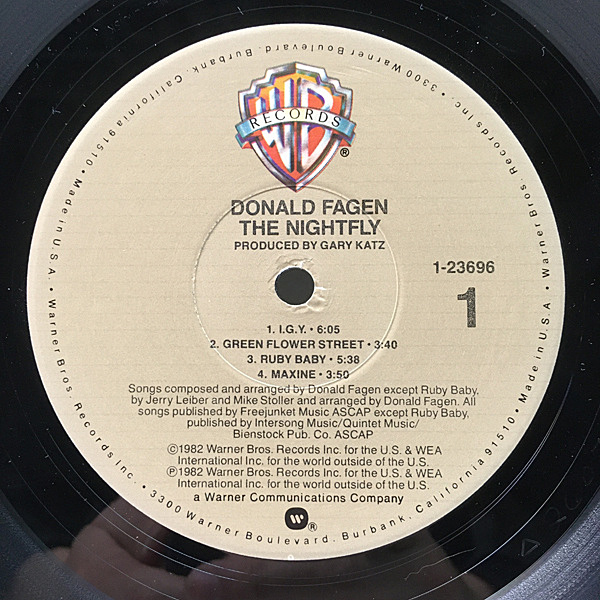 WB
RECORDS
®
DONALD FAGEN
THE NIGHTFLY
PRODUCED BY GARY KATZ
1-23696
1
1. I.G.Y. • 6:05
2. GREEN FLOWER STREET • 3:40
3. RUBY BABY • 5:38
4. MAXINE • 3:50
Songs composed and arranged by Donald Fagen except Ruby Baby,
by Jerry Leiber and Mike Stoller and arranged by Donald Fagen. All
songs published by Freejunket Music ASCAP except Ruby Baby,
published by Intersong Music/Quintet Music/
Bienstock Pub. Co. ASCAP
©1982 Warner Bros. Records Inc. for the U.S. & WEA
International Inc. for the world outside of the U.S.
℗1982 Warner Bros. Records Inc. for the U.S. & WEA
International Inc. for the world outside of the U.S.
a Warner Communications Company
W®
Warner Bros. Records Inc. • 3300 Warner Boulevard, Burbank, California 91510 • Made in U.S.A. •
Warner Bros. Records Inc. • 3300 Warner Boulevard, Burbank, California 91510 • Made in U.S.A. •